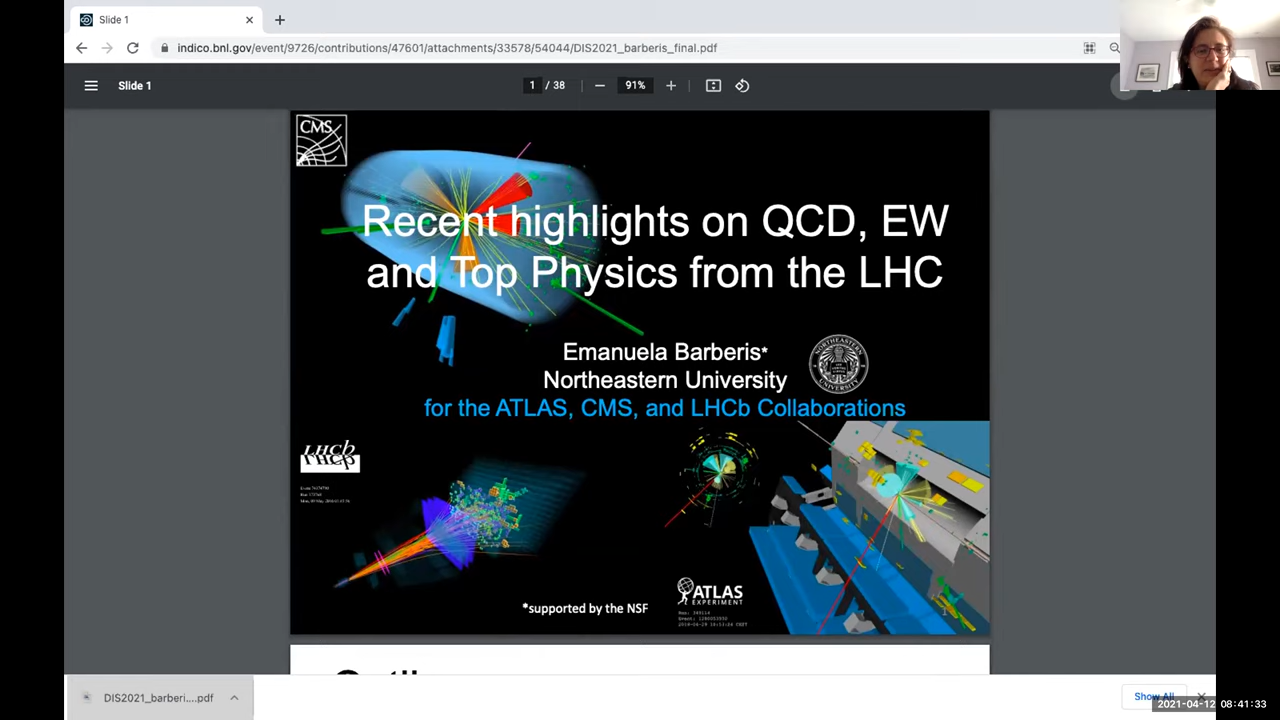 Slide 1
indico.bnl.gov/event/9726/contributions/47601/attachments/33578/54044/DIS2021_barberis_final.pdf
Slide 1
1 / 38
91%
CMS
Recent highlights on QCD, EW
and Top Physics from the LHC
Emanuela Barberis*
Northeastern University
for the ATLAS, CMS, and LHCb Collaborations
LHCb
*supported by the NSF
ATLAS
EXPERIMENT
DIS2021_barberi....pdf
Show All
2021-04-12 08:41:33